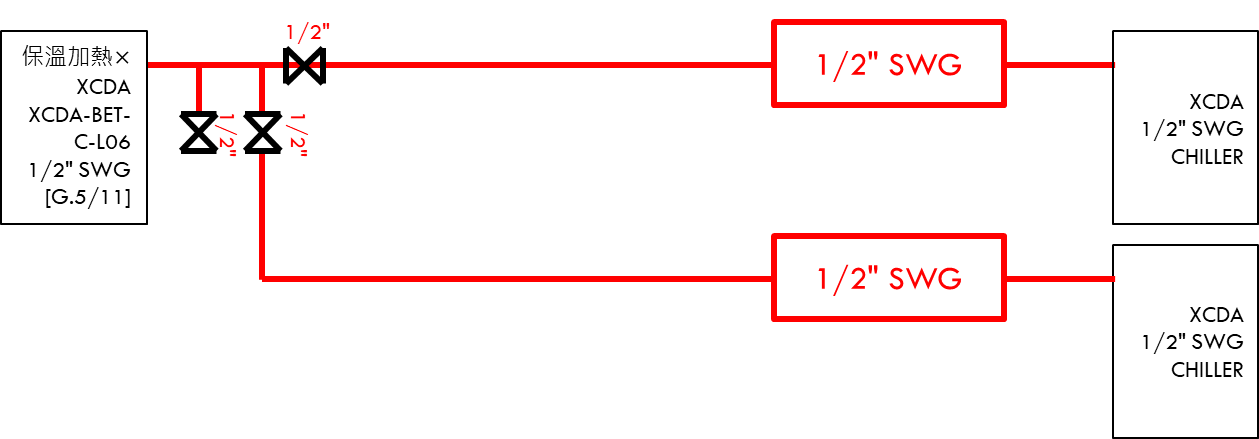 保溫加熱×
XCDA
XCDA-BET-
C-L06
1/2" SWG
[G.5/11]
1/2"
1/2"
1/2"
1/2" SWG
XCDA
1/2" SWG
CHILLER
1/2" SWG
XCDA
1/2" SWG
CHILLER